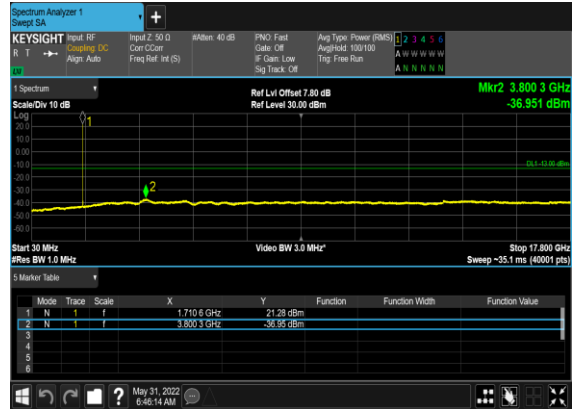 Spectrum Analyzer 1
Swept SA
+
KEYSIGHT Input: RF Input Z: 50 Ω #Atten: 40 dB PNO: Fast Avg Type: Power (RMS) 1 2 3 4 5 6
R T Coupling: DC Corr CCorr Gate: Off Avg|Hold: 100/100 A W W W W W
Align: Auto Freq Ref: Int (S) IF Gain: Low Trig: Free Run
Sig Track: Off A N N N N N
1 Spectrum Ref Lvl Offset 7.80 dB Mkr2 3.800 3 GHz
Scale/Div 10 dB Ref Level 30.00 dBm -36.951 dBm
Log
1
20.0
10.0
0.00
-10.0
DL1 -13.00 dBm
-20.0
2
-30.0
-40.0
-50.0
-60.0
Start 30 MHz Video BW 3.0 MHz* Stop 17.800 GHz
#Res BW 1.0 MHz Sweep ~35.1 ms (40001 pts)
5 Marker Table
Mode Trace Scale X Y Function Function Width Function Value
1 N 1 f 1.710 6 GHz 21.28 dBm
2 N 1 f 3.800 3 GHz -36.95 dBm
3
4
5
6
? May 31, 2022
6:46:14 AM